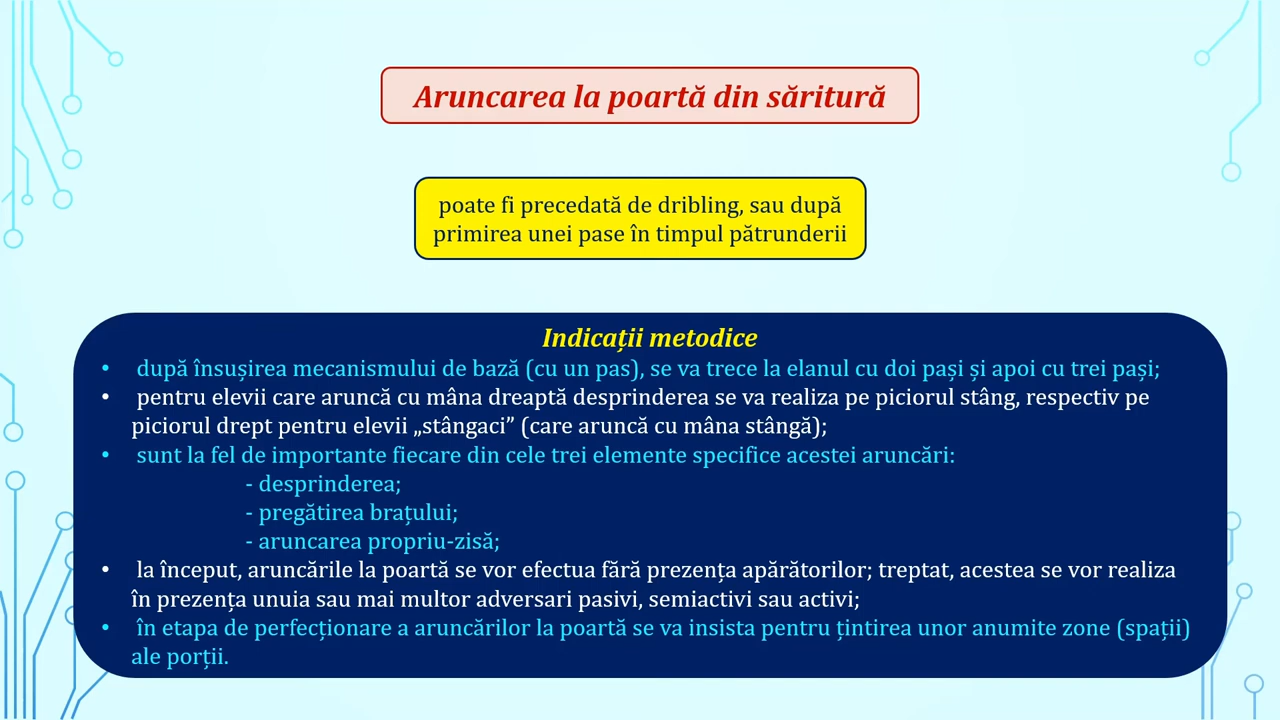 Aruncarea la poartă din săritură
poate fi precedată de dribling, sau după
primirea unei pase în timpul pătrunderii
Indicații metodice
• după însușirea mecanismului de bază (cu un pas), se va trece la elanul cu doi pași și apoi cu trei pași;
• pentru elevii care aruncă cu mâna dreaptă desprinderea se va realiza pe piciorul stâng, respectiv pe
piciorul drept pentru elevii „stângaci” (care aruncă cu mâna stângă);
• sunt la fel de importante fiecare din cele trei elemente specifice acestei aruncări:
- desprinderea;
- pregătirea brațului;
- aruncarea propriu-zisă;
• la început, aruncările la poartă se vor efectua fără prezența apărătorilor; treptat, acestea se vor realiza
în prezența unuia sau mai multor adversari pasivi, semiactivi sau activi;
• în etapa de perfecționare a aruncărilor la poartă se va insista pentru țintirea unor anumite zone (spații)
ale porții.